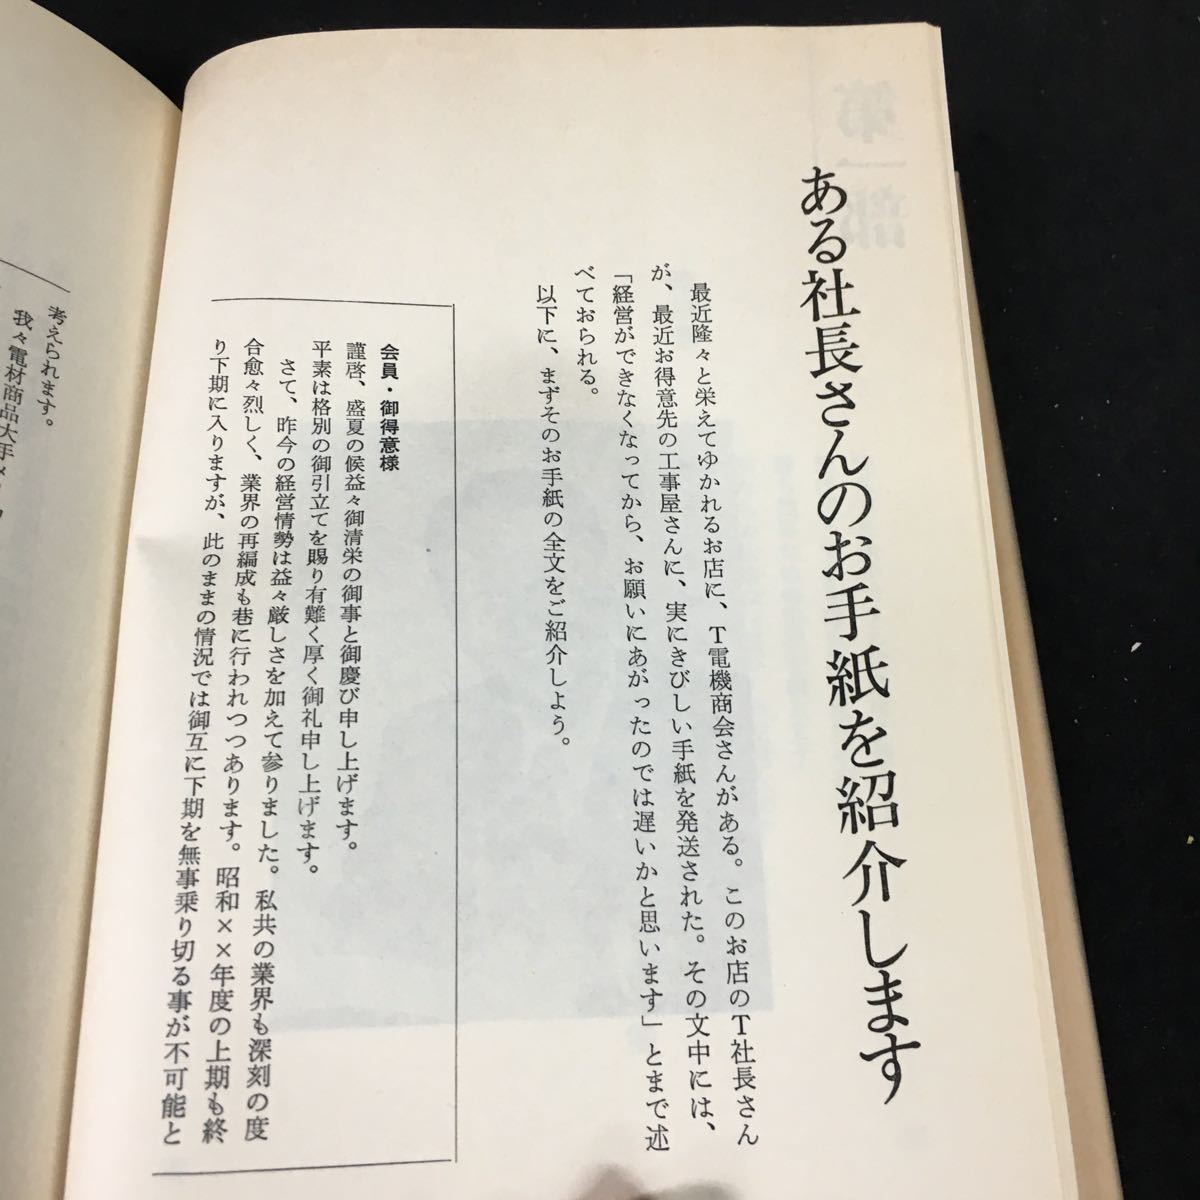 ある社長さんのお手紙を紹介します
最近隆々と栄えてゆかれるお店に、T電機商会さんがある。このお店のT社長さん
が、最近お得意先の工事屋さんに、実にきびしい手紙を発送された。その文中には、
「経営ができなくなってから、お願いにあがったのでは遅いかと思います」とまで述
べておられる。
以下に、まずそのお手紙の全文をご紹介しよう。
会員・御得意様
謹啓、盛夏の候益々御清栄の御事と御慶び申し上げます。
平素は格別の御引立てを賜り有難く厚く御礼申し上げます。
さて、昨今の経営情勢は益々厳しさを加えて参りました。私共の業界も深刻の度
合愈々烈しく、業界の再編成も巷に行われつつあります。昭和××年度の上期も終
り下期に入りますが、此のままの情況では御互に下期を無事乗り切る事が不可能と
考えられます。
我々電材商品大手メー
第一部